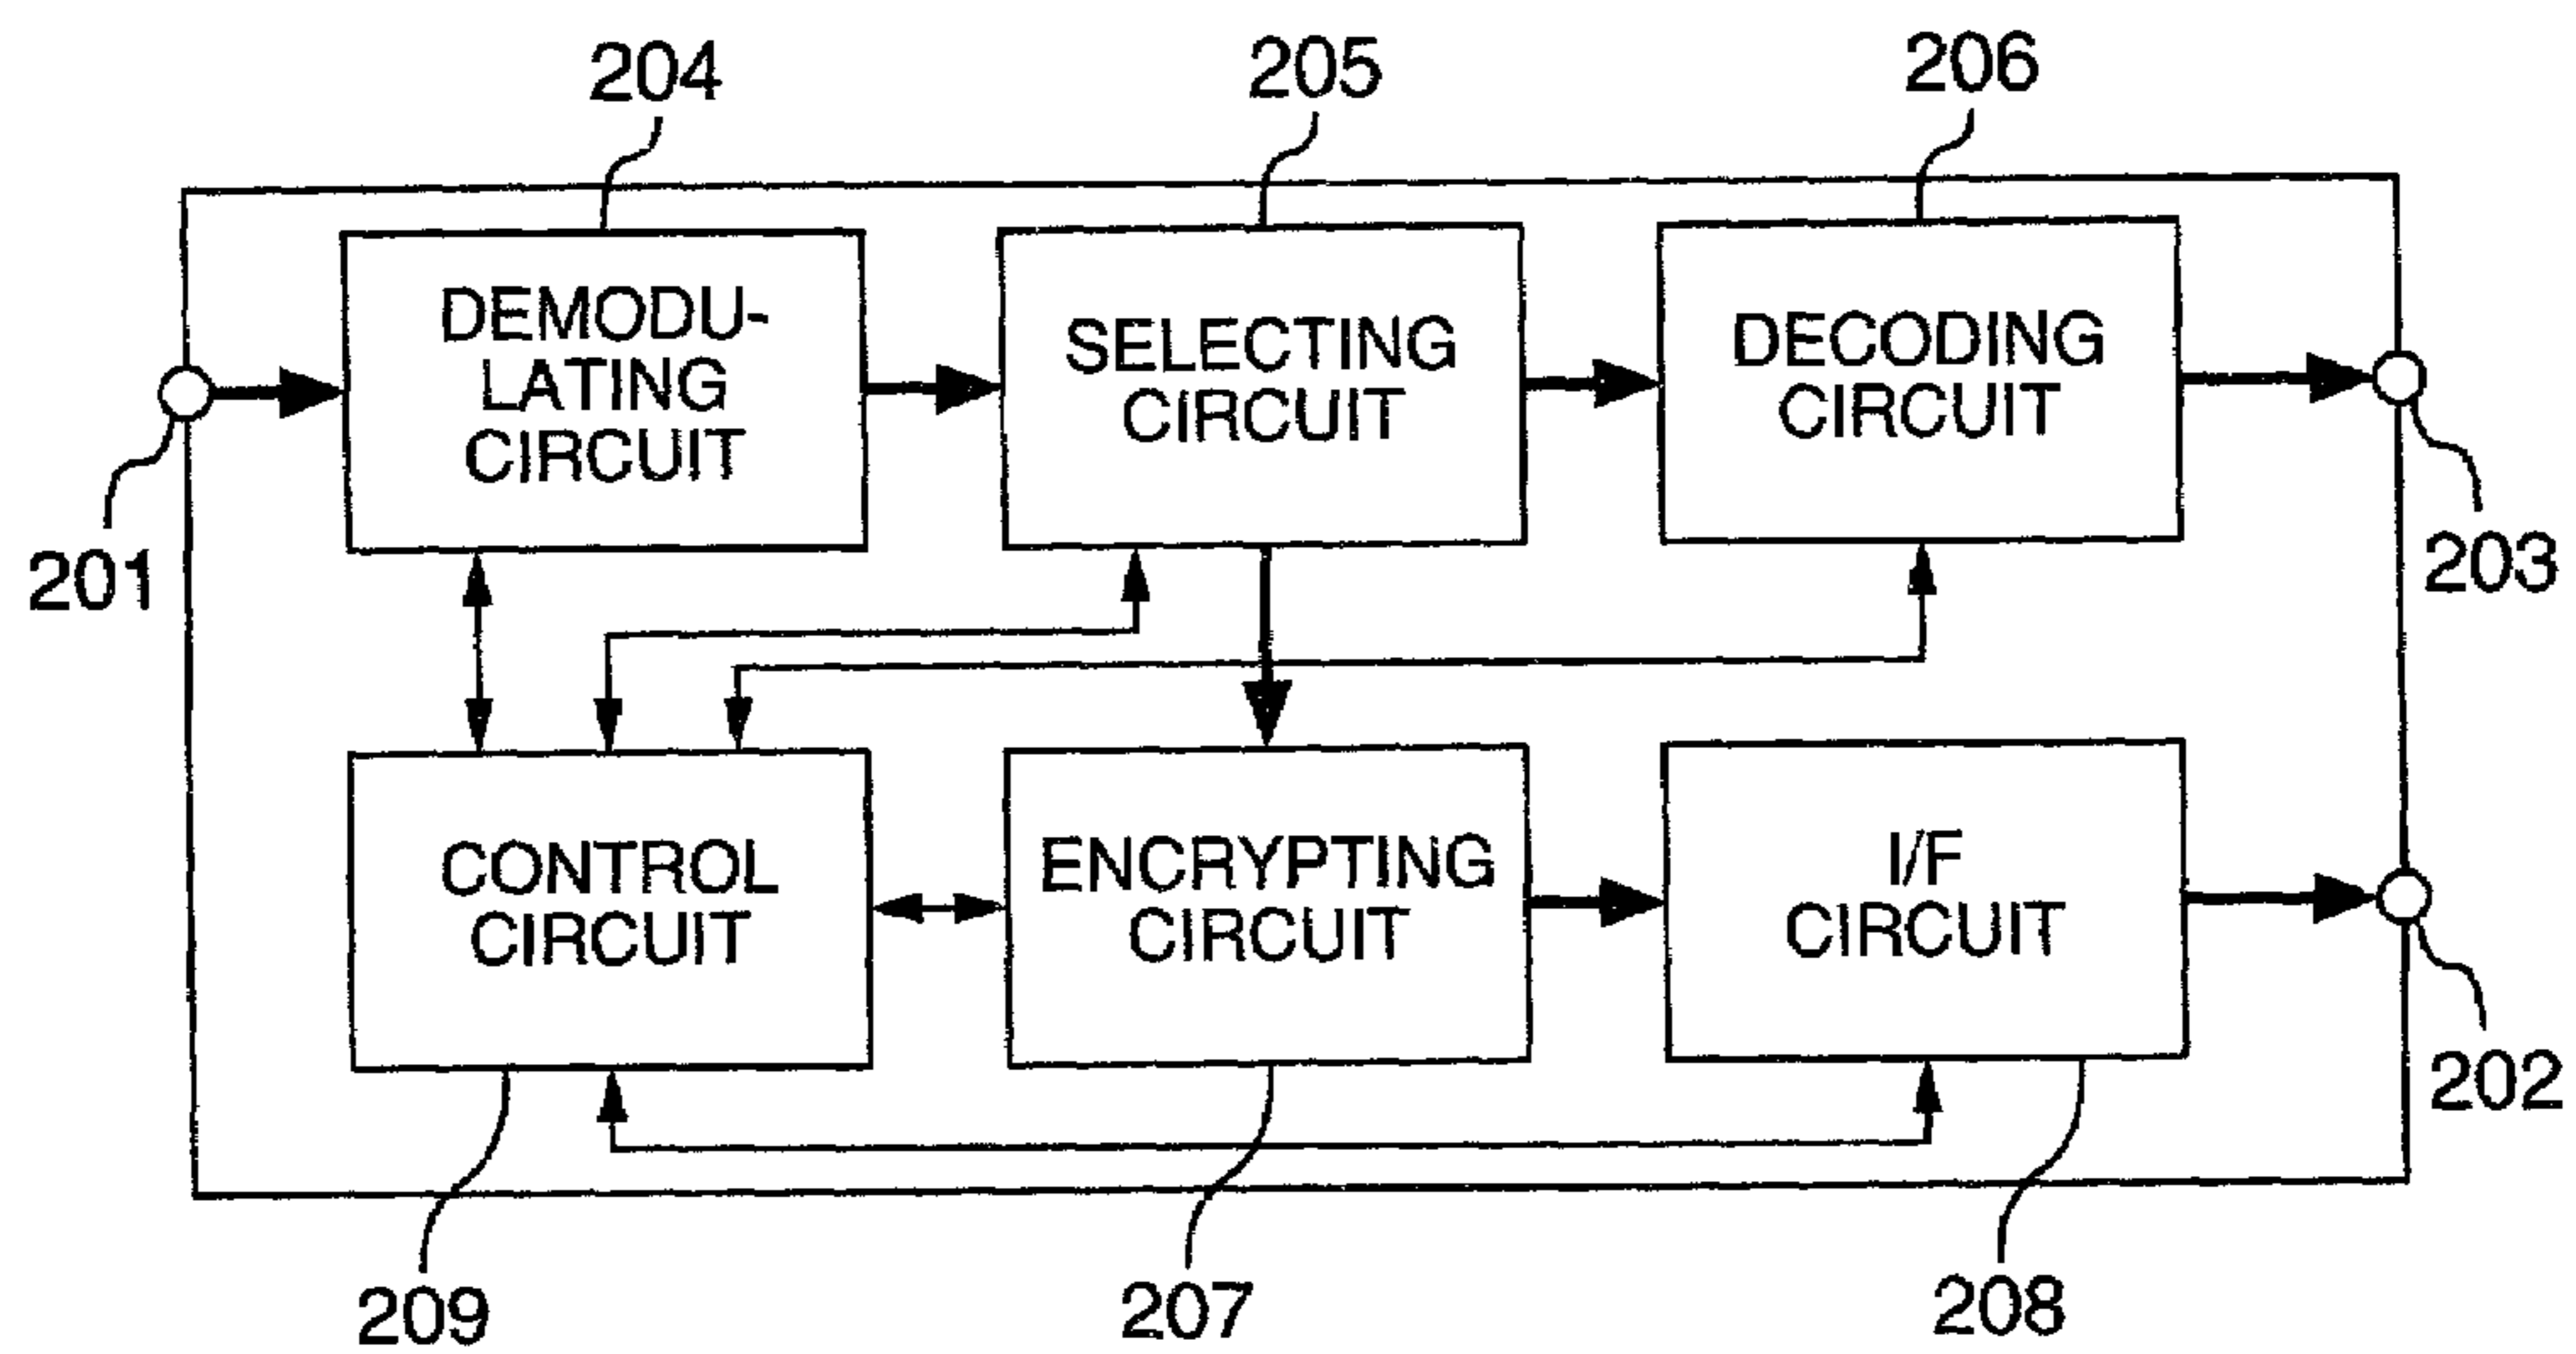 204
205
206
DEMODU-
LATING
CIRCUIT
SELECTING
CIRCUIT
DECODING
CIRCUIT
201
203
CONTROL
CIRCUIT
ENCRYPTING
CIRCUIT
I/F
CIRCUIT
202
209
207
208